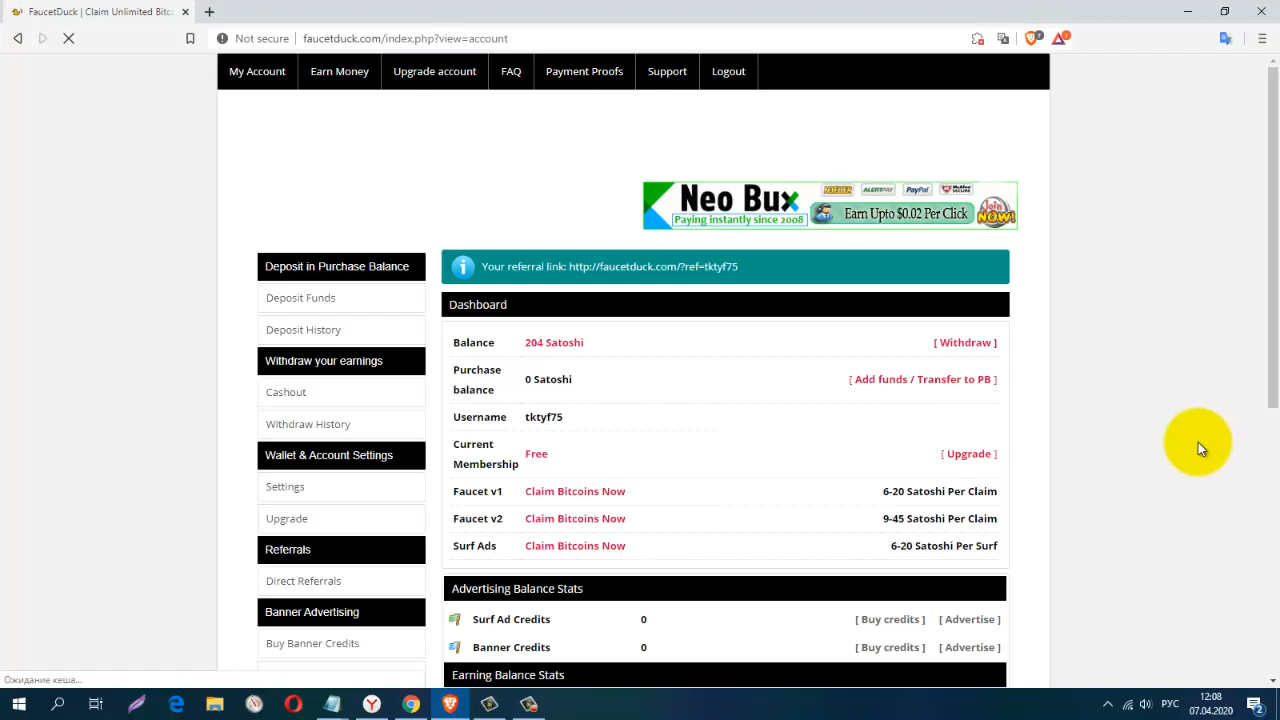 FaucetDuck | Claim Unlimited Bitc
Not secure faucetduck.com/index.php?view=account
My Account Earn Money Upgrade account FAQ Payment Proofs Support Logout
Neo Bux
Paying instantly since 2008
ALERTPAY PayPal McAfee SECURE
Earn Upto $0.02 Per Click
Join NOW!
Deposit in Purchase Balance
Deposit Funds
Deposit History
Withdraw your earnings
Cashout
Withdraw History
Wallet & Account Settings
Settings
Upgrade
Referrals
Direct Referrals
Banner Advertising
Buy Banner Credits
Your referral link: http://faucetduck.com/?ref=tktyf75
Dashboard
Balance 204 Satoshi [ Withdraw ]
Purchase balance 0 Satoshi [ Add funds / Transfer to PB ]
Username tktyf75
Current Membership Free [ Upgrade ]
Faucet v1 Claim Bitcoins Now 6-20 Satoshi Per Claim
Faucet v2 Claim Bitcoins Now 9-45 Satoshi Per Claim
Surf Ads Claim Bitcoins Now 6-20 Satoshi Per Surf
Advertising Balance Stats
Surf Ad Credits 0 [ Buy credits ] [ Advertise ]
Banner Credits 0 [ Buy credits ] [ Advertise ]
Earning Balance Stats
Ожидание кеша...
РУС
12:08
07.04.2020
2